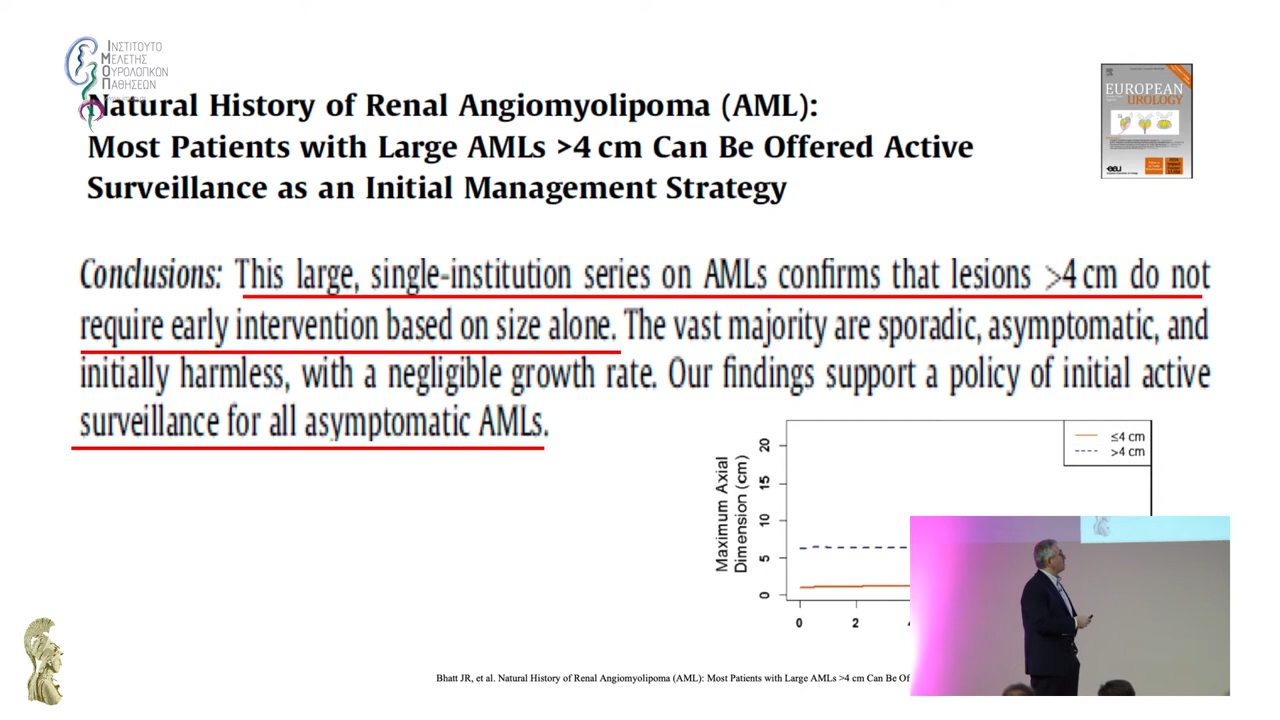 ΙΝΣΤΙΤΟΥΤΟ
ΜΕΛΕΤΗΣ
ΟΥΡΟΛΟΓΙΚΩΝ
ΠΑΘΗΣΕΩΝ
Natural History of Renal Angiomyolipoma (AML):
Most Patients with Large AMLs >4 cm Can Be Offered Active
Surveillance as an Initial Management Strategy
EUROPEAN
UROLOGY
Conclusions: This large, single-institution series on AMLs confirms that lesions >4 cm do not
require early intervention based on size alone. The vast majority are sporadic, asymptomatic, and
initially harmless, with a negligible growth rate. Our findings support a policy of initial active
surveillance for all asymptomatic AMLs.
≤4 cm
>4 cm
Maximum Axial
Dimension (cm)
20
15
10
5
0
0 2
Bhatt JR, et al. Natural History of Renal Angiomyolipoma (AML): Most Patients with Large AMLs >4 cm Can Be